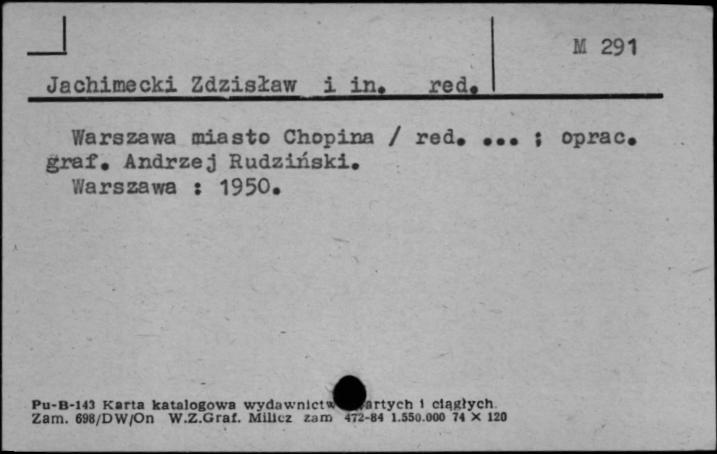 M 291
Jachimecki Zdzisław i in. red.
Warszawa miasto Chopina / red. ... ; oprac.
graf. Andrzej Rudziński.
Warszawa : 1950.
Pu-B-143 Karta katalogowa wydawnictw i ciągłych.
Zam. 698/DW/On W.Z.Graf. Milicz zam 472-84 1.550.000 74 X 120